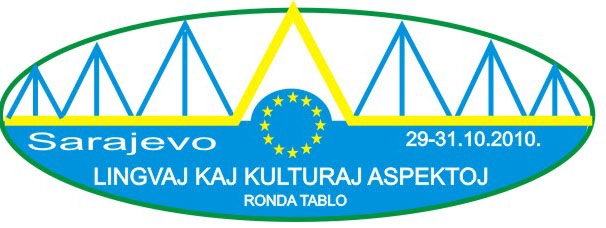 Sarajevo
29-31.10.2010.
LINGVAJ KAJ KULTURAJ ASPEKTOJ
RONDA TABLO